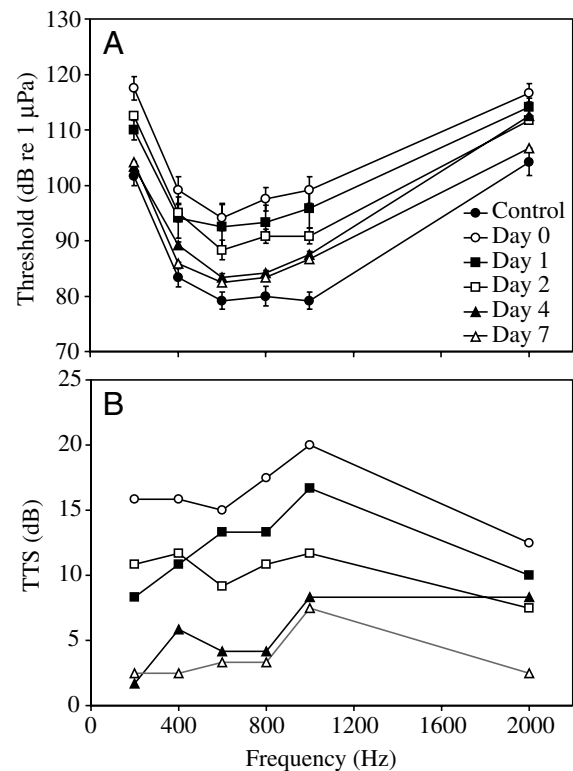 130
A
120
110
100
90
80
70
Threshold (dB re 1 μPa)
Control
Day 0
Day 1
Day 2
Day 4
Day 7
25
B
20
15
10
5
0
TTS (dB)
0 400 800 1200 1600 2000
Frequency (Hz)